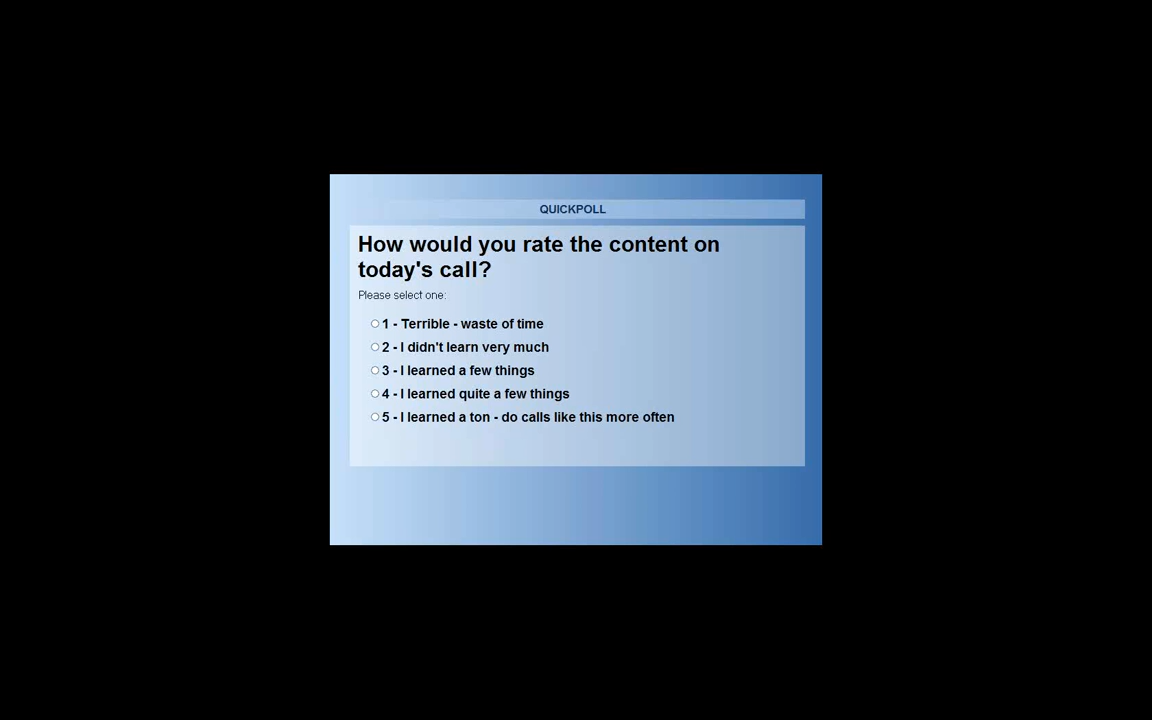 QUICKPOLL
How would you rate the content on
today's call?
Please select one:
1 - Terrible - waste of time
2 - I didn't learn very much
3 - I learned a few things
4 - I learned quite a few things
5 - I learned a ton - do calls like this more often